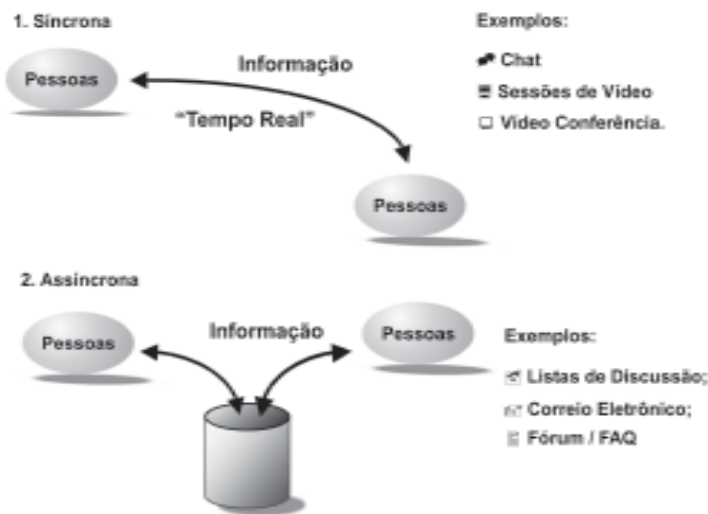 1. Síncrona
Exemplos:
Pessoas
Informação
Chat
"Tempo Real"
Sessões de Vídeo
Vídeo Conferência.
Pessoas
2. Assíncrona
Pessoas
Informação
Pessoas
Exemplos:
Listas de Discussão;
Correio Eletrônico;
Fórum / FAQ